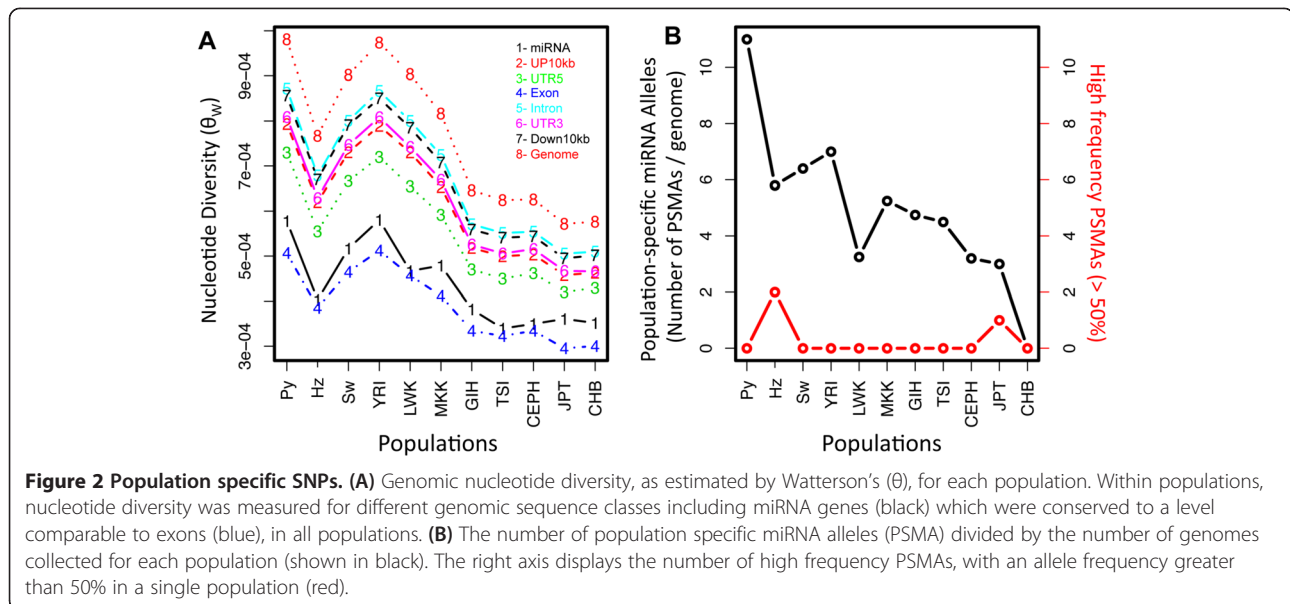 A
Nucleotide Diversity (θW)
9e−04
7e−04
5e−04
3e−04
1- miRNA
2- UP10kb
3- UTR5
4- Exon
5- Intron
6- UTR3
7- Down10kb
8- Genome
Py
Hz
Sw
YRI
LWK
MKK
GIH
TSI
CEPH
JPT
CHB
Populations
B
Population-specific miRNA Alleles
(Number of PSMAs / genome)
10
8
6
4
2
0
10
8
6
4
2
0
High frequency PSMAs (> 50%)
Py
Hz
Sw
YRI
LWK
MKK
GIH
TSI
CEPH
JPT
CHB
Populations
Figure 2 Population specific SNPs. (A) Genomic nucleotide diversity, as estimated by Watterson's (θ), for each population. Within populations,
nucleotide diversity was measured for different genomic sequence classes including miRNA genes (black) which were conserved to a level
comparable to exons (blue), in all populations. (B) The number of population specific miRNA alleles (PSMA) divided by the number of genomes
collected for each population (shown in black). The right axis displays the number of high frequency PSMAs, with an allele frequency greater
than 50% in a single population (red).